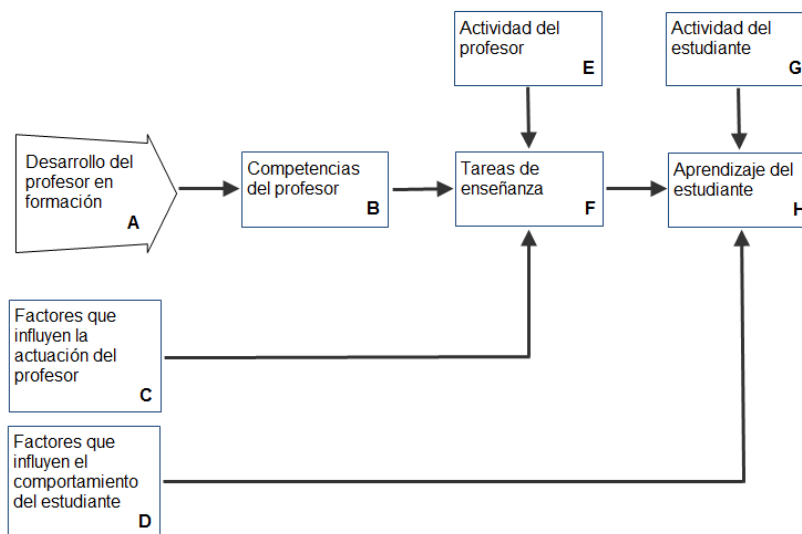 Actividad del
profesor
E
Actividad del
estudiante
G
Desarrollo del
profesor en
formación
A
Competencias
del profesor
B
Tareas de
enseñanza
F
Aprendizaje del
estudiante
H
Factores que
influyen la
actuación del
profesor
C
Factores que
influyen el
comportamiento
del estudiante
D